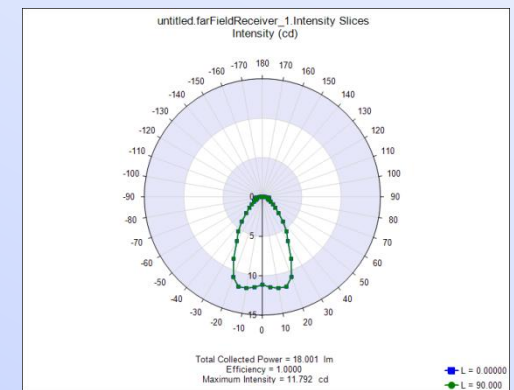 untitled.farFieldReceiver_1.Intensity Slices
Intensity (cd)
-170 180 170
-160 160
-150 150
-140 140
-130 130
-120 120
-110 110
-100 100
-90 0 90
-80 80
-70 5 70
-60 60
-50 10 50
-40 40
-30 15 30
-20 -10 0 10 20
Total Collected Power = 18.001 lm
Efficiency = 1.0000
Maximum Intensity = 11.792 cd
L = 0.00000
L = 90.000